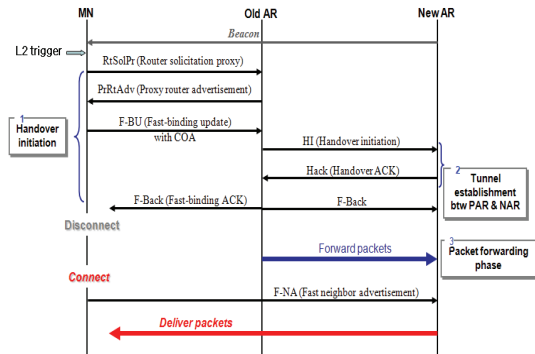 MN
Old AR
New AR
Beacon
L2 trigger
RtSolPr (Router solicitation proxy)
PrRtAdv (Proxy router advertisement)
1
Handover
initiation
F-BU (Fast-binding update)
with COA
HI (Handover initiation)
Hack (Handover ACK)
2
Tunnel
establishment
btw PAR & NAR
F-Back (Fast-binding ACK)
F-Back
Disconnect
Forward packets
3
Packet forwarding
phase
Connect
F-NA (Fast neighbor advertisement)
Deliver packets